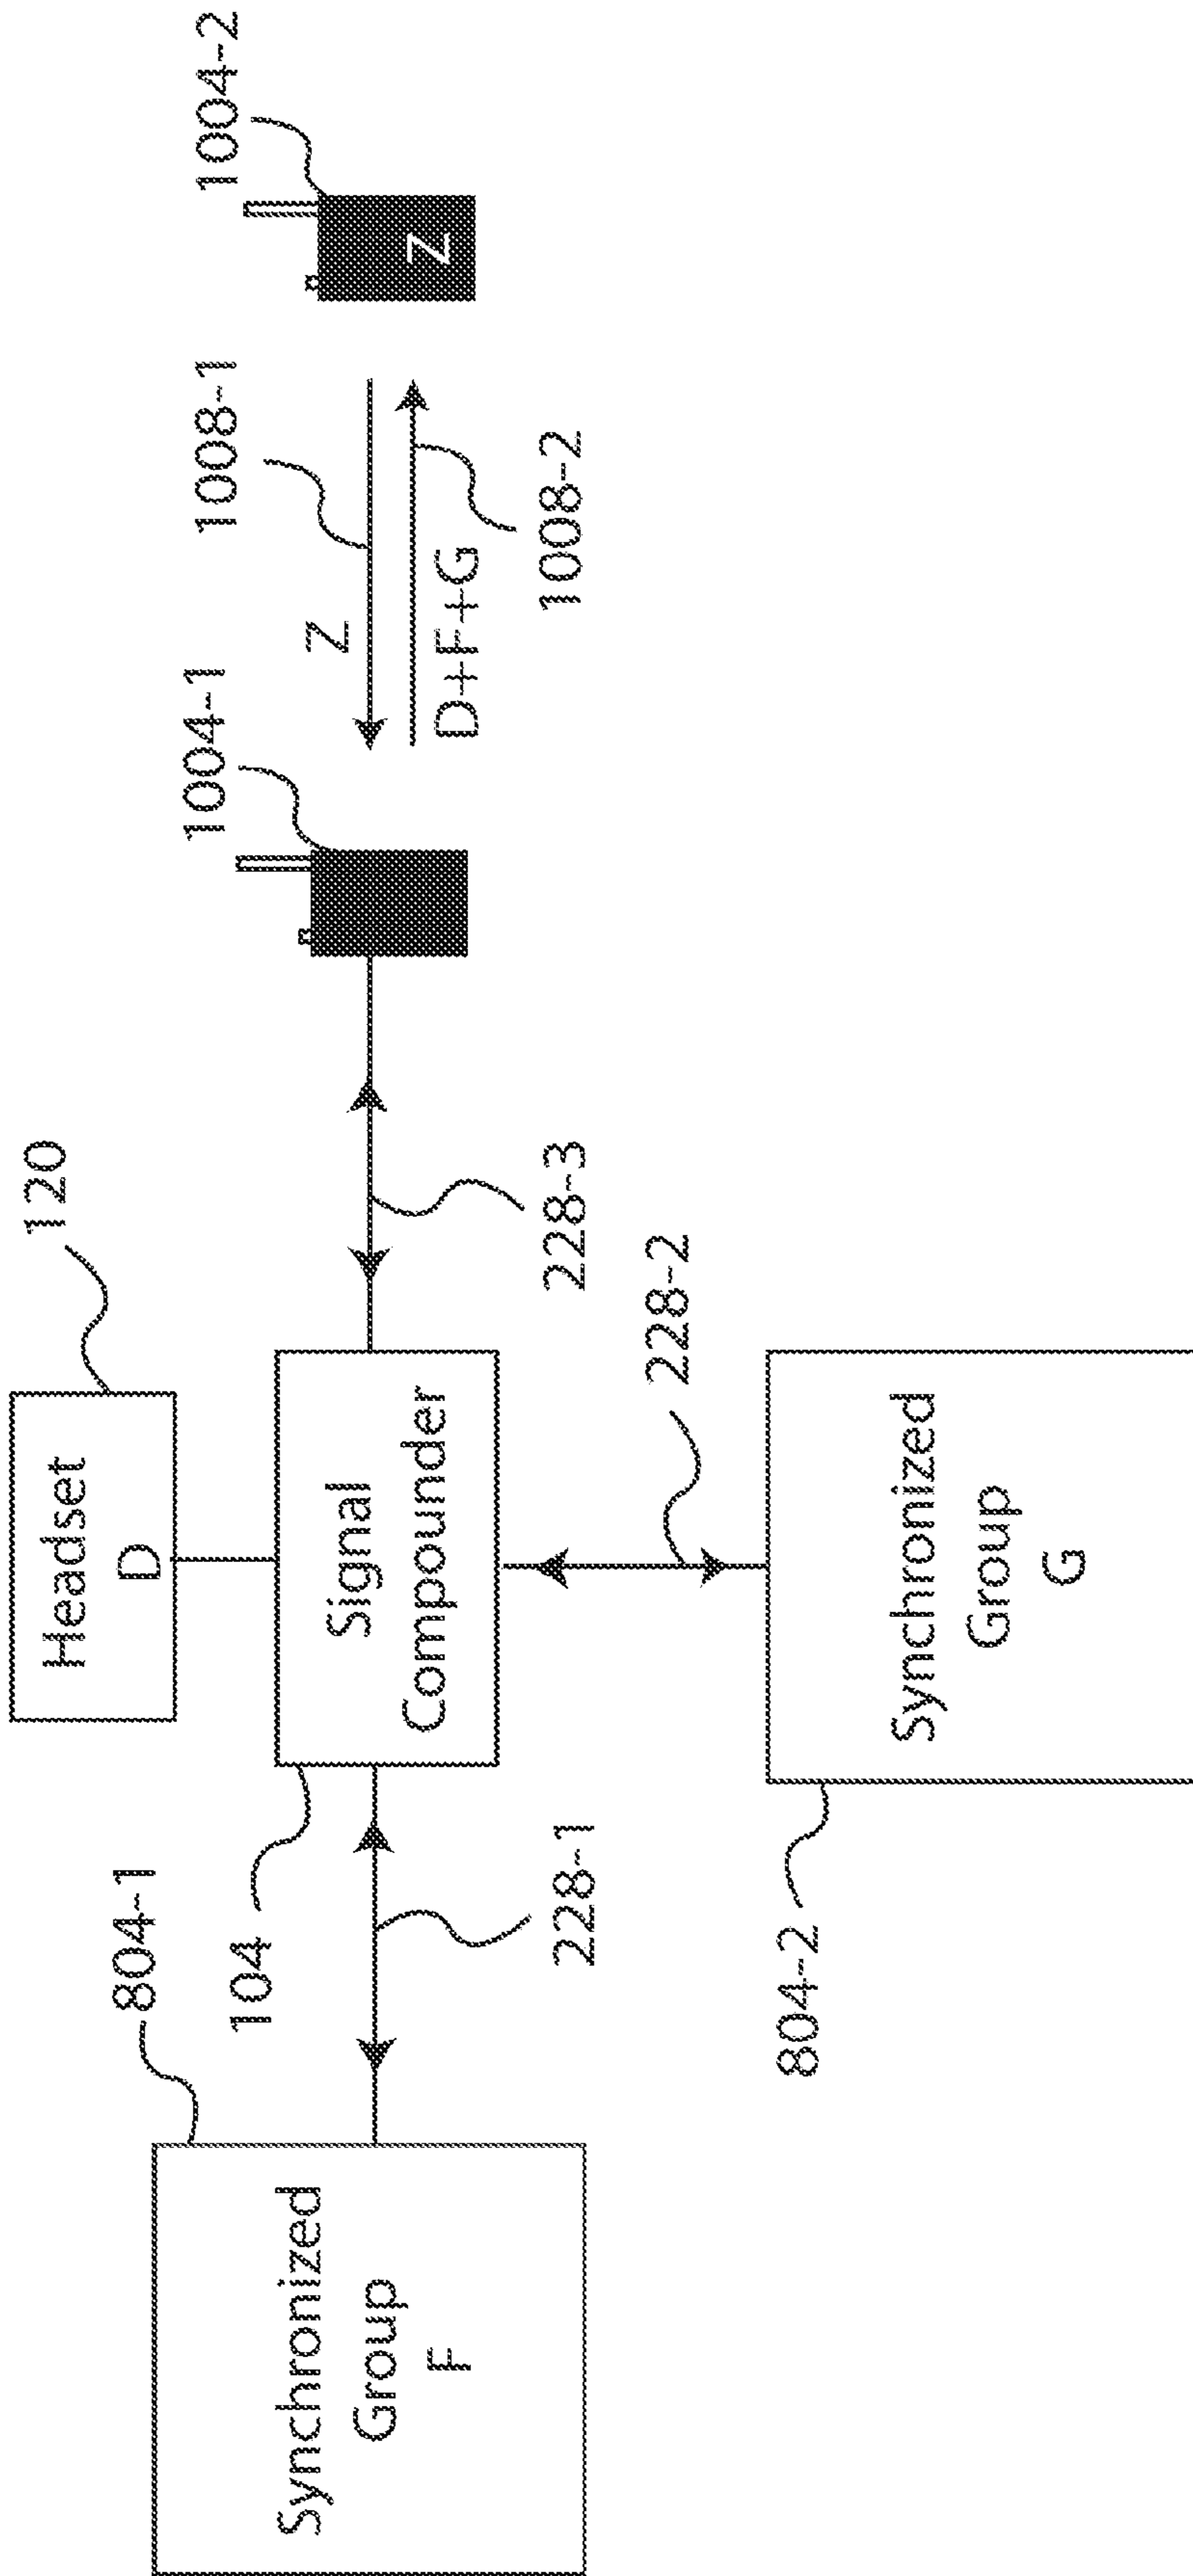 Headset
D
120
804-1
104
Signal
Compounder
1004-1
1008-1
1004-2
Z
Z
D+F+G
1008-2
Synchronized
Group
F
228-1
228-3
228-2
804-2
Synchronized
Group
G